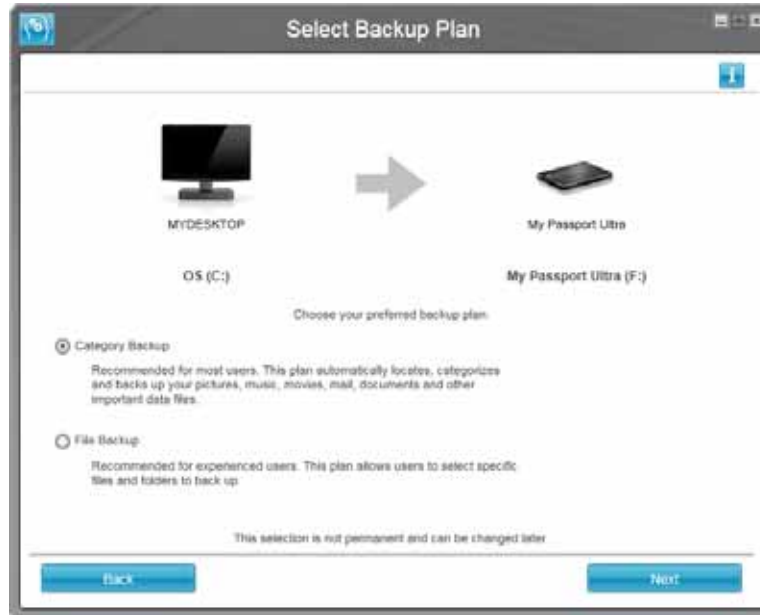 Select Backup Plan
MYDESKTOP
My Passport Ultra
OS (C:)
My Passport Ultra (F:)
Choose your preferred backup plan
Category Backup
Recommended for most users. This plan automatically locates, categorizes
and backs up your pictures, music, movies, mail, documents and other
important data files.
File Backup
Recommended for experienced users. This plan allows users to select specific
files and folders to back up
This selection is not permanent and can be changed later
Back
Next